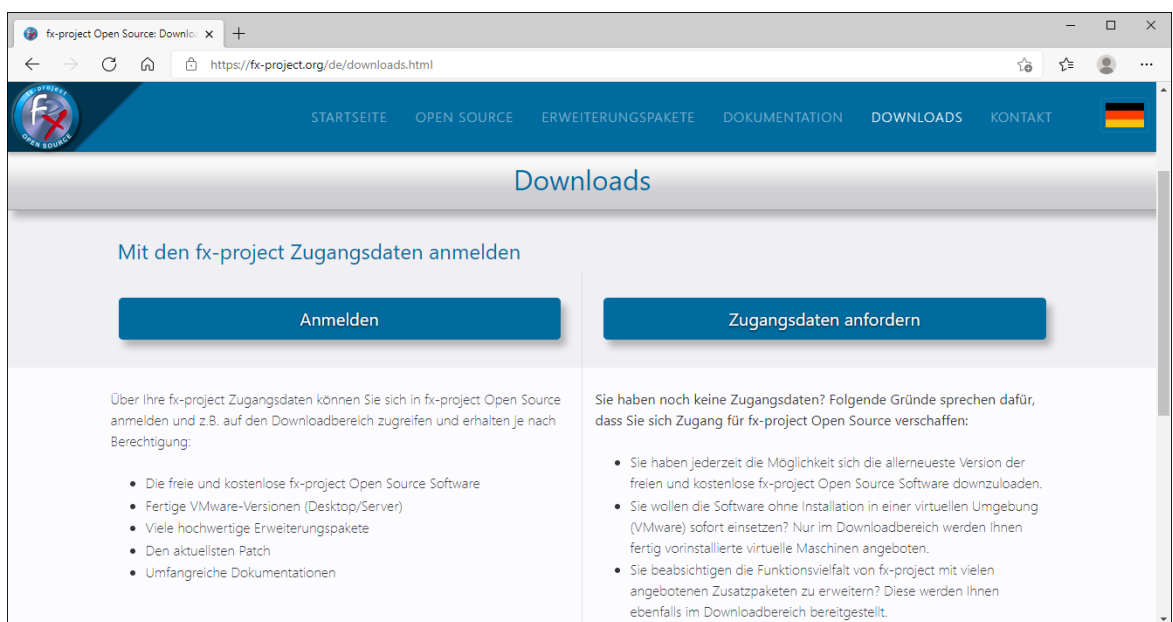 fx-project Open Source: Downlo
https://fx-project.org/de/downloads.html
fx-project
OPEN SOURCE
STARTSEITE OPEN SOURCE ERWEITERUNGSPAKETE DOKUMENTATION DOWNLOADS KONTAKT
Downloads
Mit den fx-project Zugangsdaten anmelden
Anmelden
Zugangsdaten anfordern
Über Ihre fx-project Zugangsdaten können Sie sich in fx-project Open Source
anmelden und z.B. auf den Downloadbereich zugreifen und erhalten je nach
Berechtigung:
• Die freie und kostenlose fx-project Open Source Software
• Fertige VMware-Versionen (Desktop/Server)
• Viele hochwertige Erweiterungspakete
• Den aktuellsten Patch
• Umfangreiche Dokumentationen
Sie haben noch keine Zugangsdaten? Folgende Gründe sprechen dafür,
dass Sie sich Zugang für fx-project Open Source verschaffen:
• Sie haben jederzeit die Möglichkeit sich die allerneueste Version der
freien und kostenlosen fx-project Open Source Software downzuloaden.
• Sie wollen die Software ohne Installation in einer virtuellen Umgebung
(VMware) sofort einsetzen? Nur im Downloadbereich werden Ihnen
fertig vorinstallierte virtuelle Maschinen angeboten.
• Sie beabsichtigen die Funktionsvielfalt von fx-project mit vielen
angebotenen Zusatzpaketen zu erweitern? Diese werden Ihnen
ebenfalls im Downloadbereich bereitgestellt.